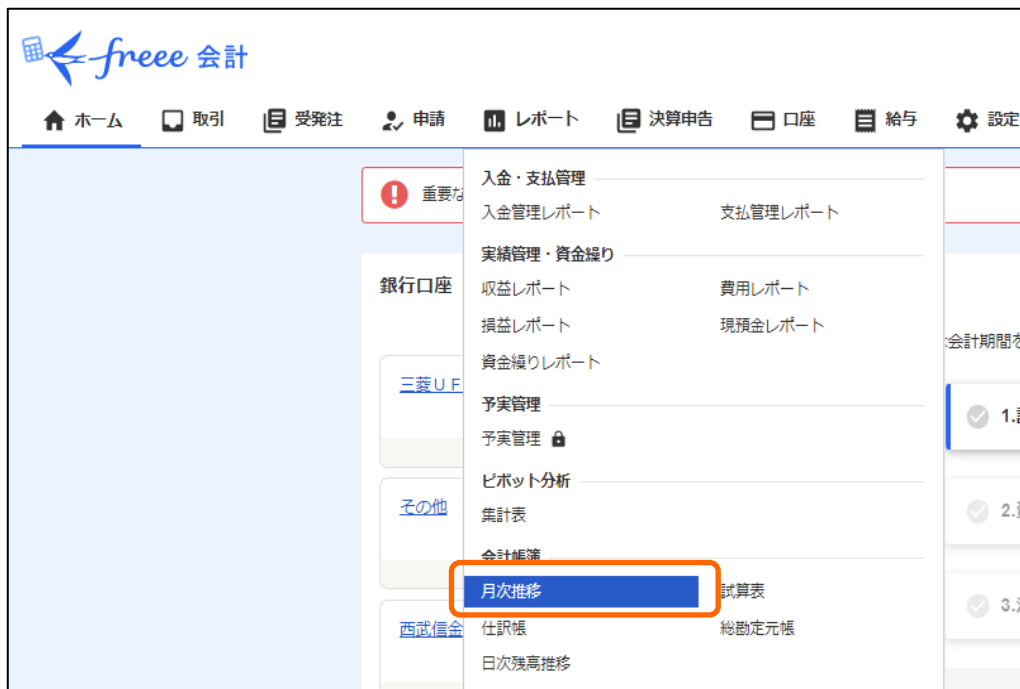 freee 会計
ホーム 取引 受発注 申請 レポート 決算申告 口座 給与 設定
入金・支払管理
重要な
入金管理レポート 支払管理レポート
実績管理・資金繰り
銀行口座
収益レポート 費用レポート
損益レポート 現預金レポート
会計期間を
資金繰りレポート
三菱ＵＦ
予実管理
1.
予実管理
ピボット分析
その他
集計表
2.
会計帳簿
月次推移 試算表
3.
西武信金
仕訳帳 総勘定元帳
日次残高推移